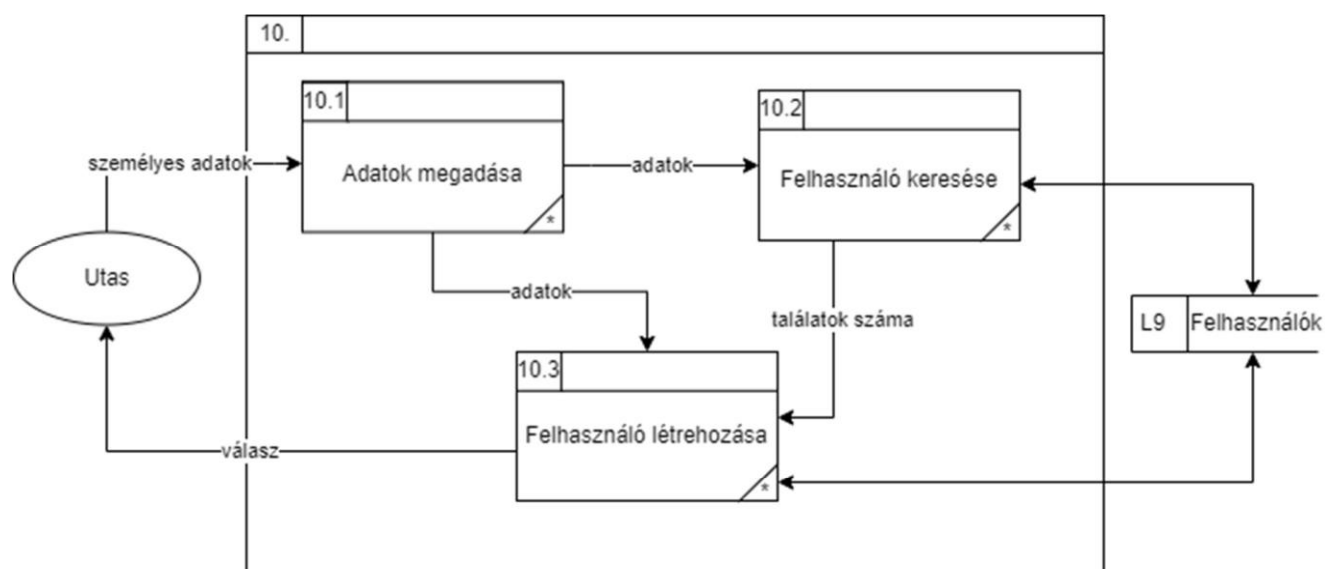 10.
10.1
10.2
személyes adatok
Adatok megadása
adatok
Felhasználó keresése
*
*
Utas
adatok
találatok száma
L9
Felhasználók
10.3
Felhasználó létrehozása
válasz
*